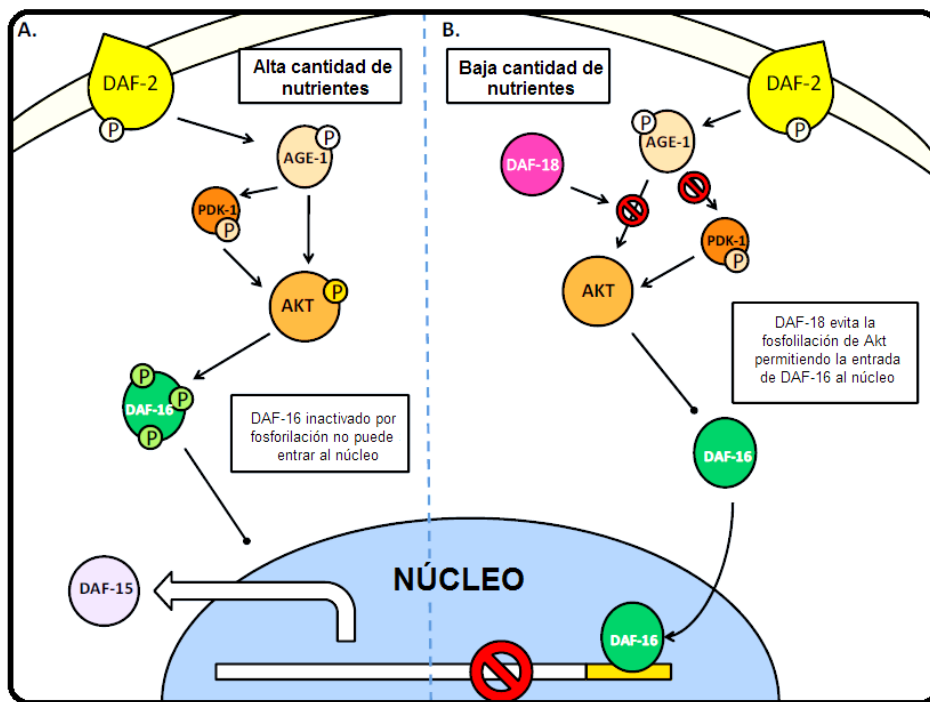 A.
DAF-2
P
Alta cantidad de
nutrientes
P
AGE-1
PDK-1
P
AKT
P
P
P
DAF-16
P
DAF-16 inactivado por
fosforilación no puede
entrar al núcleo
DAF-15
B.
Baja cantidad de
nutrientes
DAF-2
P
P
AGE-1
DAF-18
PDK-1
P
AKT
DAF-18 evita la
fosfolilación de Akt
permitiendo la entrada
de DAF-16 al núcleo
DAF-16
NÚCLEO
DAF-16